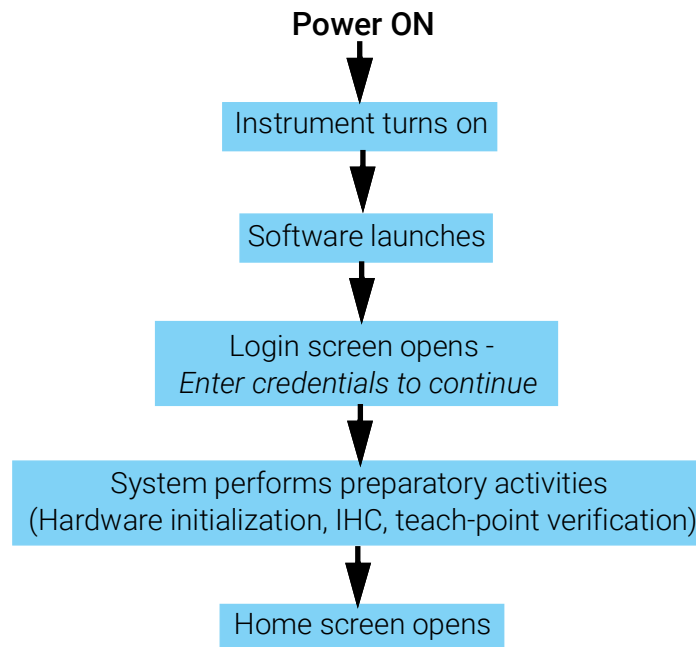 Power ON
Instrument turns on
Software launches
Login screen opens -
Enter credentials to continue
System performs preparatory activities
(Hardware initialization, IHC, teach-point verification)
Home screen opens